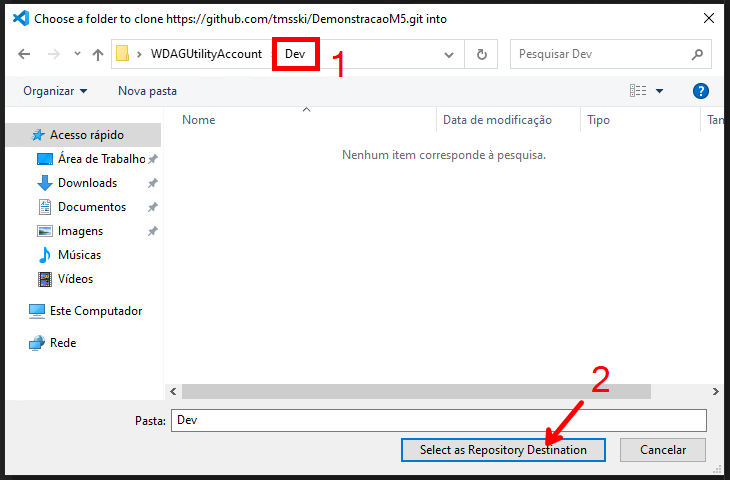 Choose a folder to clone https://github.com/tmsski/DemonstracaoM5.git into
WDAGUtilityAccount
Dev
1
Pesquisar Dev
Organizar
Nova pasta
?
Nome
Data de modificação
Tipo
Tan
Acesso rápido
Nenhum item corresponde à pesquisa.
Área de Trabalho
Downloads
Documentos
Imagens
Músicas
Vídeos
Este Computador
Rede
2
Pasta: Dev
Select as Repository Destination
Cancelar